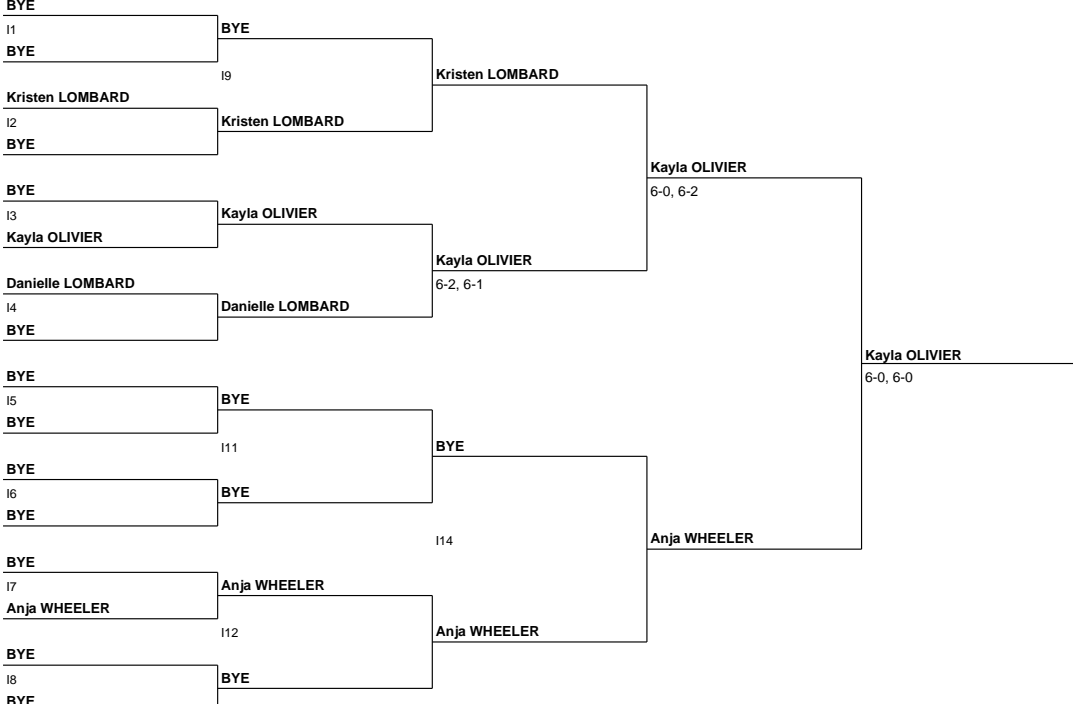 BYE
I1
BYE
BYE
I9
Kristen LOMBARD
Kristen LOMBARD
I2
Kristen LOMBARD
BYE
Kayla OLIVIER
6-0, 6-2
BYE
I3
Kayla OLIVIER
Kayla OLIVIER
Kayla OLIVIER
6-2, 6-1
Danielle LOMBARD
I4
Danielle LOMBARD
BYE
Kayla OLIVIER
6-0, 6-0
BYE
I5
BYE
BYE
I11
BYE
BYE
I6
BYE
BYE
I14
Anja WHEELER
BYE
I7
Anja WHEELER
Anja WHEELER
I12
Anja WHEELER
BYE
I8
BYE
BYE